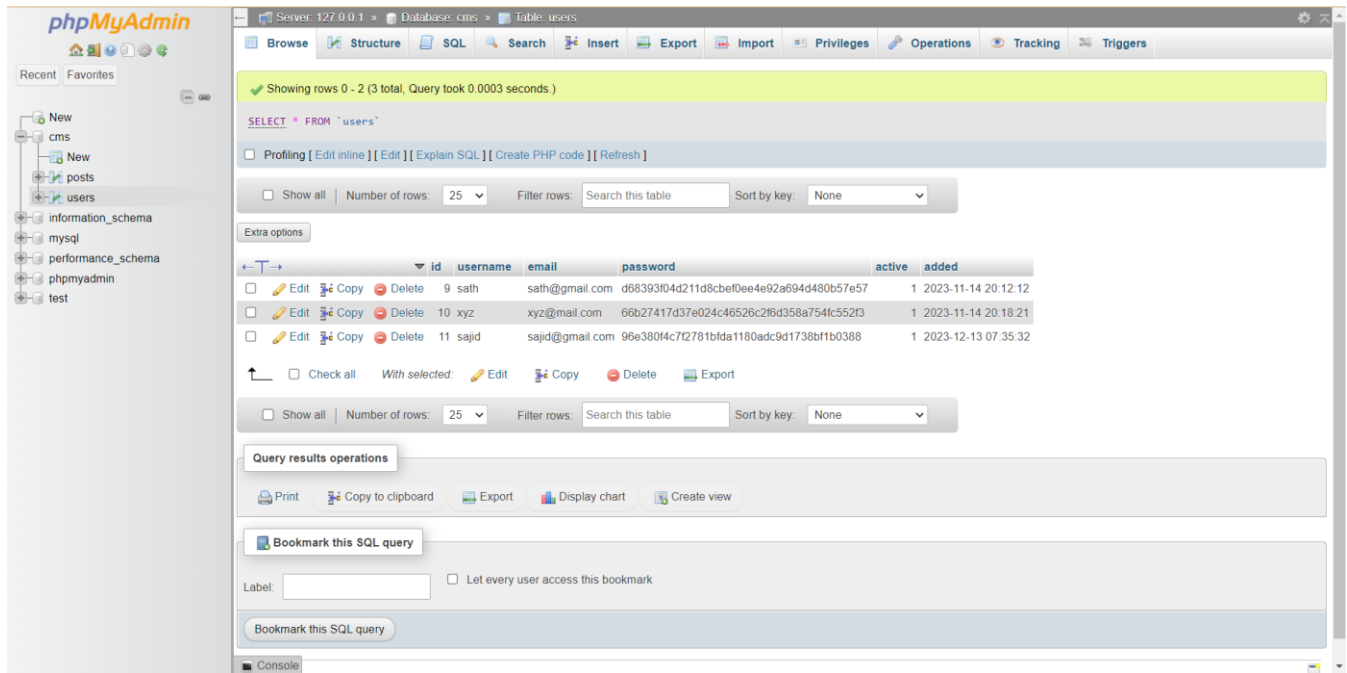 phpMyAdmin
Recent Favorites
New
cms
New
posts
users
information_schema
mysql
performance_schema
phpmyadmin
test
Server: 127.0.0.1 » Database: cms » Table: users
Browse Structure SQL Search Insert Export Import Privileges Operations Tracking Triggers
Showing rows 0 - 2 (3 total, Query took 0.0003 seconds.)
SELECT * FROM `users`
Profiling [ Edit inline ] [ Edit ] [ Explain SQL ] [ Create PHP code ] [ Refresh ]
Show all | Number of rows: 25 Filter rows: Search this table Sort by key: None
Extra options
←T→ id username email password active added
Edit Copy Delete 9 sath sath@gmail.com d68393f04d211d8cbef0ee4e92a694d480b57e57 1 2023-11-14 20:12:12
Edit Copy Delete 10 xyz xyz@mail.com 66b27417d37e024c46526c2f6d358a754fc552f3 1 2023-11-14 20:18:21
Edit Copy Delete 11 sajid sajid@gmail.com 96e380f4c7f2781bfda1180adc9d1738bf1b0388 1 2023-12-13 07:35:32
Check all With selected: Edit Copy Delete Export
Show all | Number of rows: 25 Filter rows: Search this table Sort by key: None
Query results operations
Print Copy to clipboard Export Display chart Create view
Bookmark this SQL query
Label: Let every user access this bookmark
Bookmark this SQL query
Console